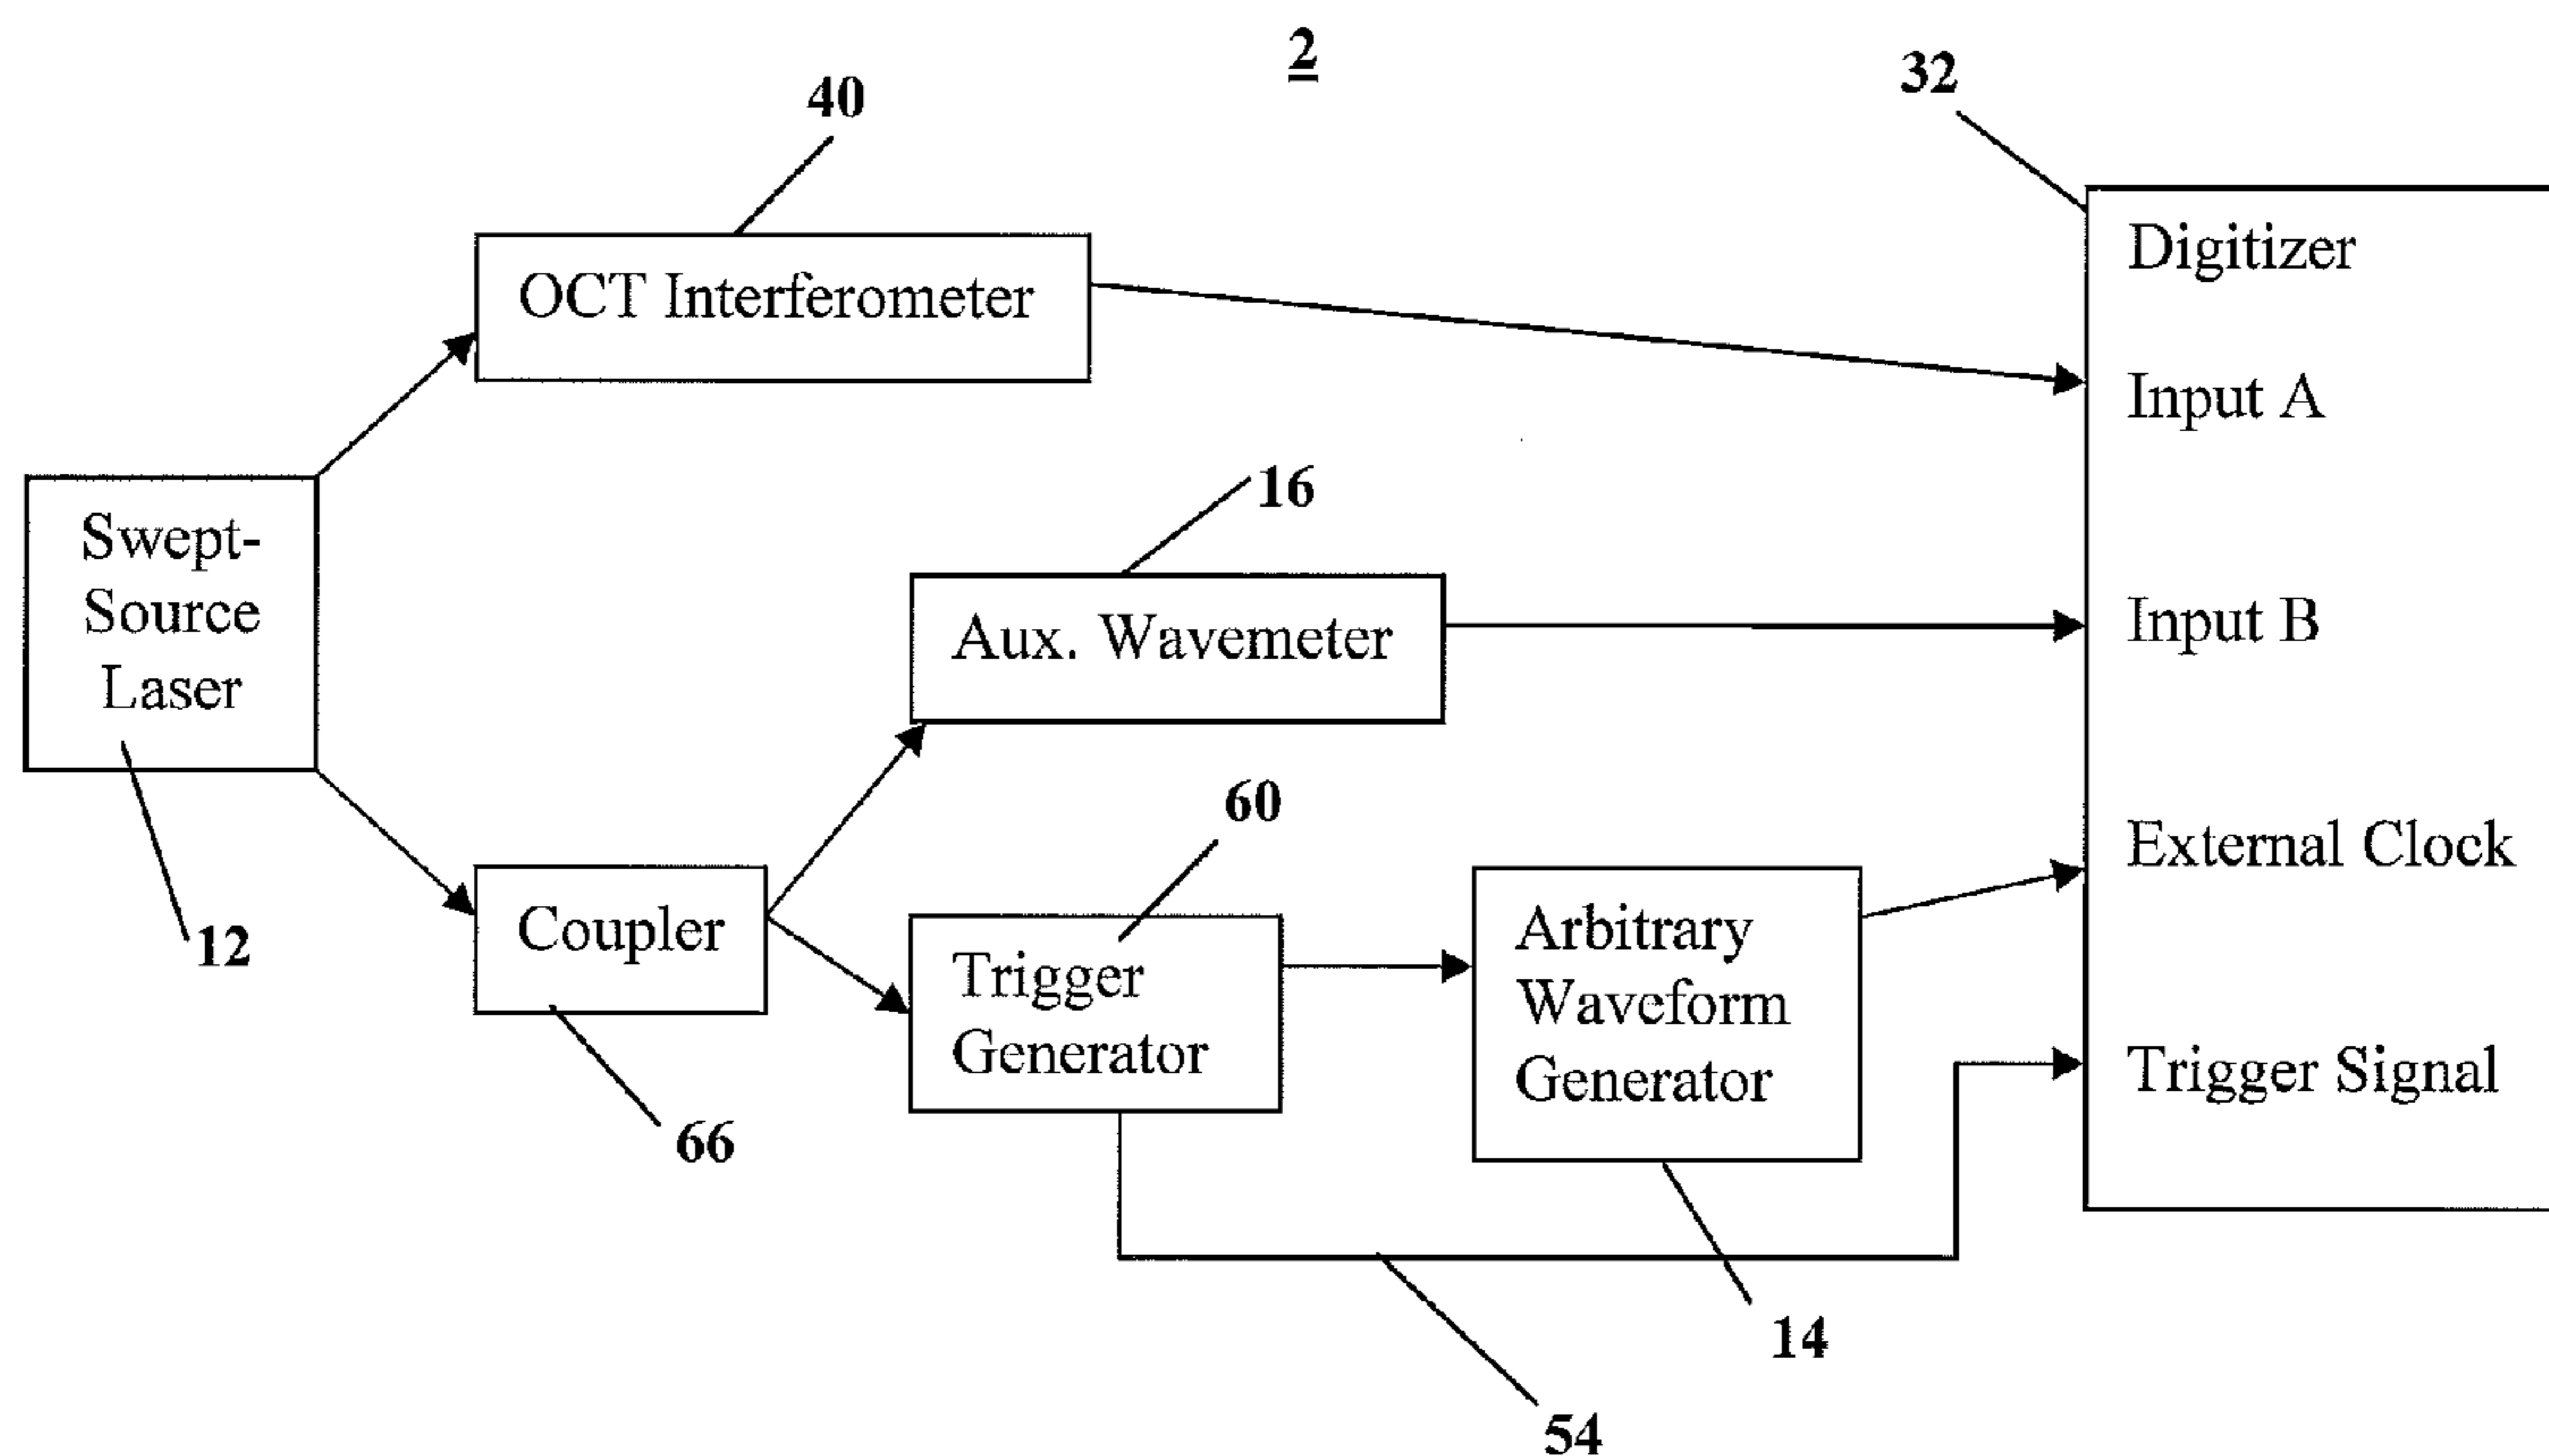 2
40
32
OCT Interferometer
Digitizer
Input A
Swept-
Source
Laser
12
16
Aux. Wavemeter
Input B
Coupler
66
60
Trigger
Generator
Arbitrary
Waveform
Generator
14
External Clock
Trigger Signal
54